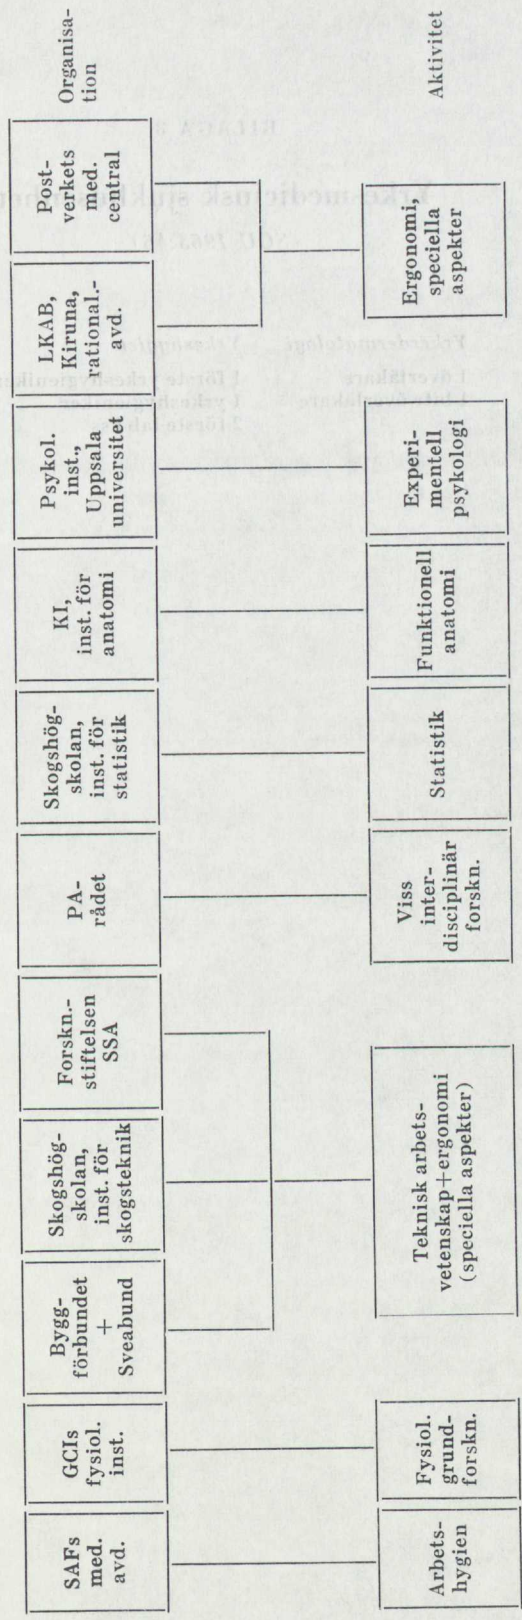 SAFs
med.
avd.
GCIs
fysiol.
inst.
Bygg-
förbundet
+
Sveabund
Skogshög-
skolan,
inst. för
skogsteknik
Forskn.-
stiftelsen
SSA
PA-
rådet
Skogshög-
skolan,
inst. för
statistik
KI,
inst. för
anatomi
Psykol.
inst.,
Uppsala
universitet
LKAB,
Kiruna,
rational.-
avd.
Post-
verkets
med.
central
Organisa-
tion
Arbets-
hygien
Fysiol.
grund-
forskn.
Teknisk arbets-
vetenskap+ergonomi
(speciella aspekter)
Viss
inter-
disciplinär
forskn.
Statistik
Funktionell
anatomi
Experi-
mentell
psykologi
Ergonomi,
speciella
aspekter
Aktivitet